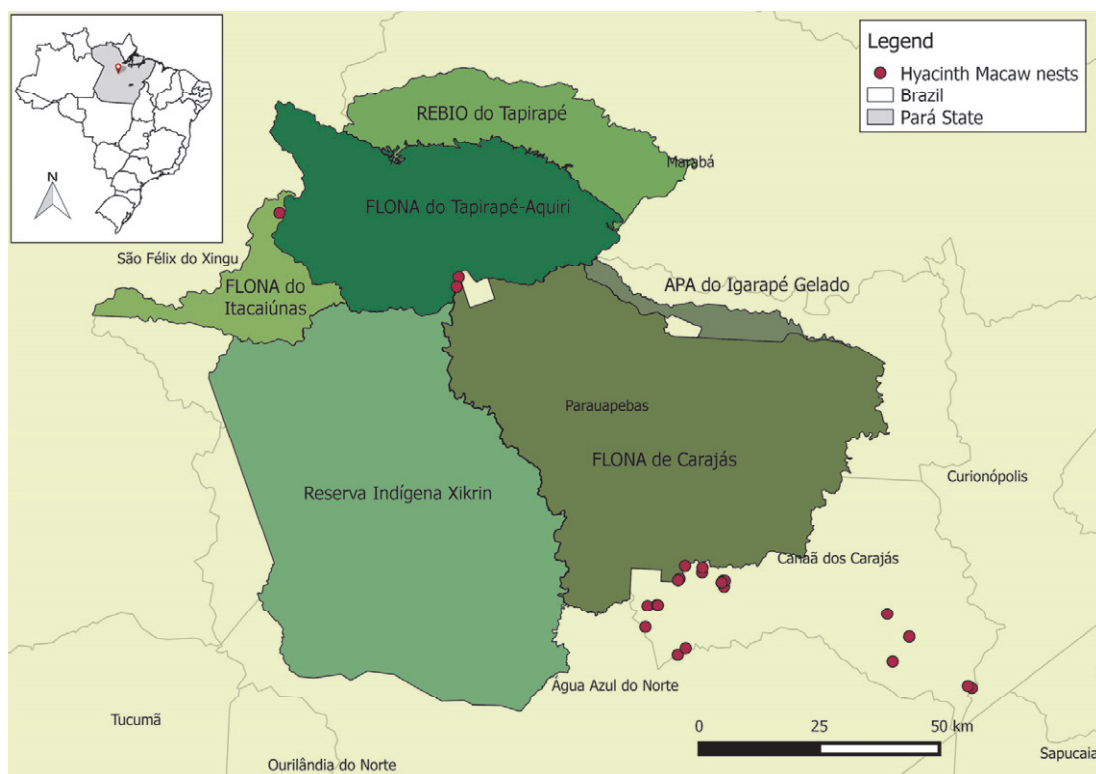 N
Legend
Hyacinth Macaw nests
Brazil
Pará State
REBIO do Tapirapé
Marabá
FLONA do Tapirapé-Aquiri
São Félix do Xingu
FLONA do
Itacaiúnas
APA do Igarapé Gelado
Parauapebas
FLONA de Carajás
Reserva Indígena Xikrin
Curionópolis
Canaã dos Carajás
Água Azul do Norte
Tucumã
0 25 50 km
Sapucaia
Ourilândia do Norte